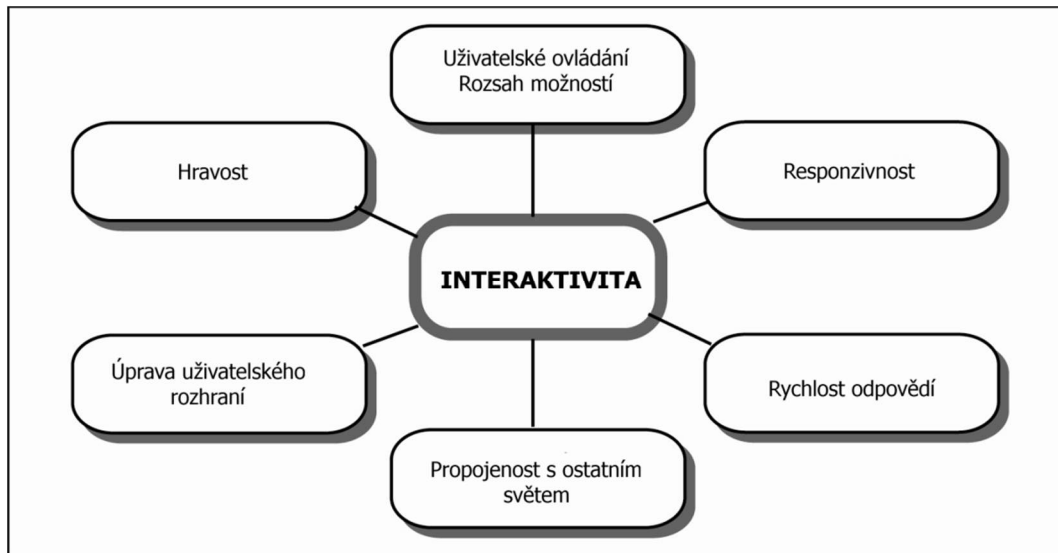 Uživatelské ovládání
Rozsah možností
Hravost
Responzivnost
INTERAKTIVITA
Úprava uživatelského
rozhraní
Rychlost odpovědí
Propojenost s ostatním
světem